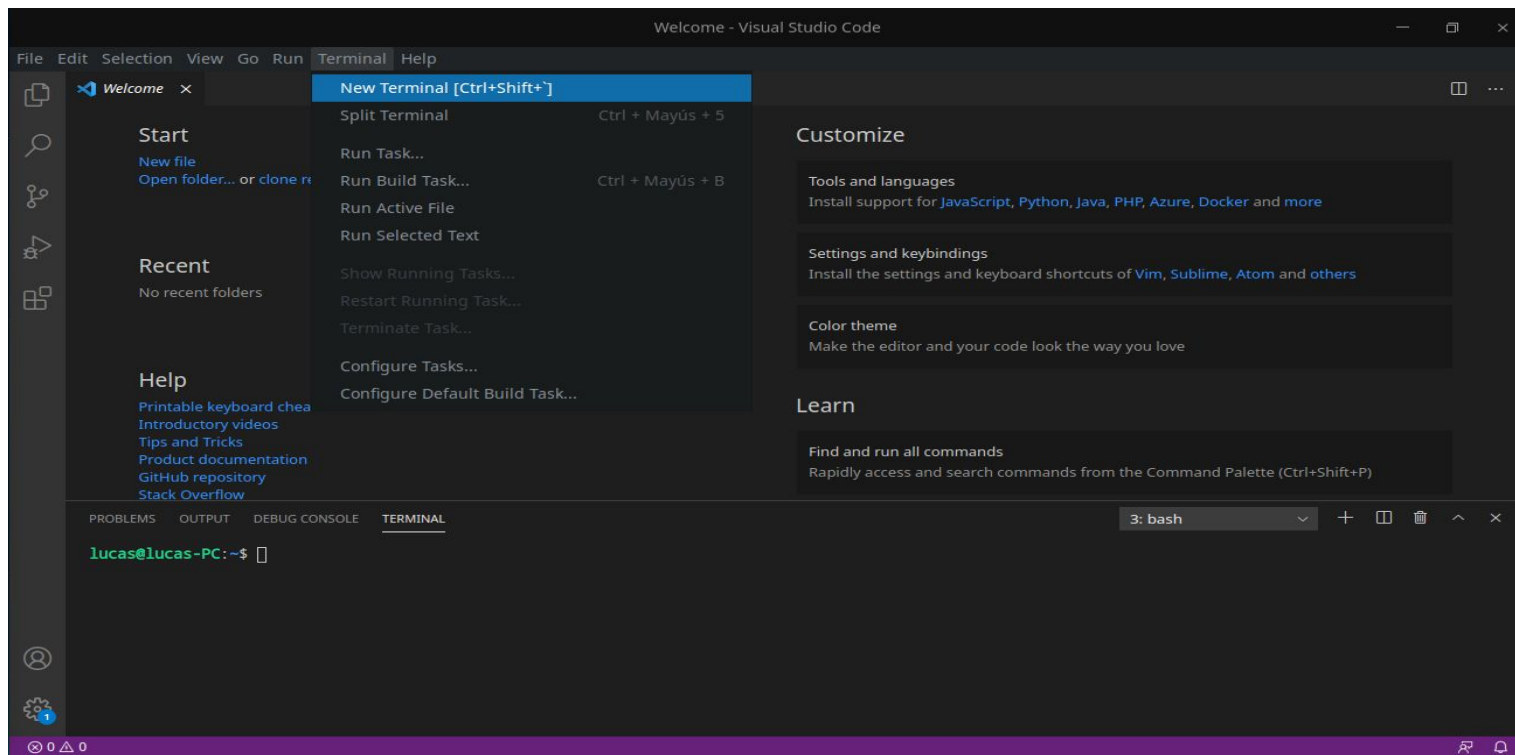 Welcome - Visual Studio Code
File Edit Selection View Go Run Terminal Help
Welcome
New Terminal [Ctrl+Shift+`]
Split Terminal Ctrl + Mayús + 5
Run Task...
Run Build Task... Ctrl + Mayús + B
Run Active File
Run Selected Text
Show Running Tasks...
Restart Running Task...
Terminate Task...
Configure Tasks...
Configure Default Build Task...
Start
New file
Open folder... or clone re
Recent
No recent folders
Help
Printable keyboard chea
Introductory videos
Tips and Tricks
Product documentation
GitHub repository
Stack Overflow
Customize
Tools and languages
Install support for JavaScript, Python, Java, PHP, Azure, Docker and more
Settings and keybindings
Install the settings and keyboard shortcuts of Vim, Sublime, Atom and others
Color theme
Make the editor and your code look the way you love
Learn
Find and run all commands
Rapidly access and search commands from the Command Palette (Ctrl+Shift+P)
PROBLEMS OUTPUT DEBUG CONSOLE TERMINAL
3: bash
lucas@lucas-PC:~$
1
0 0